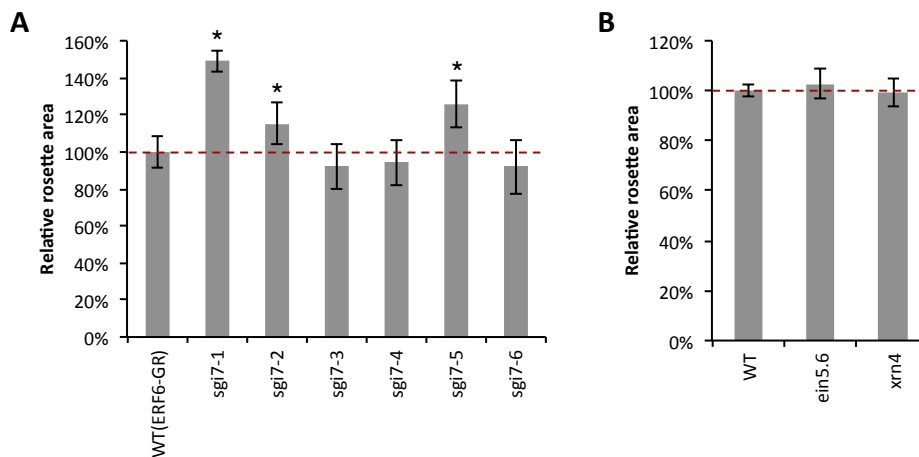 A
Relative rosette area
160%
140%
120%
100%
80%
60%
40%
20%
0%
*
*
*
WT(ERF6-GR)
sgi7-1
sgi7-2
sgi7-3
sgi7-4
sgi7-5
sgi7-6
B
Relative rosette area
120%
100%
80%
60%
40%
20%
0%
WT
ein5.6
xrn4